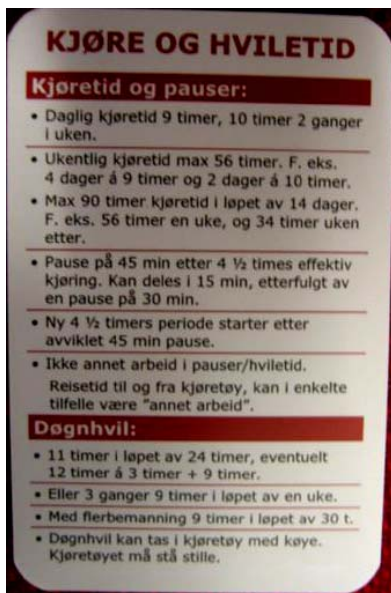 KJØRE OG HVILETID
Kjøretid og pauser:
• Daglig kjøretid 9 timer, 10 timer 2 ganger
i uken.
• Ukentlig kjøretid max 56 timer. F. eks.
4 dager á 9 timer og 2 dager á 10 timer.
• Max 90 timer kjøretid i løpet av 14 dager.
F. eks. 56 timer en uke, og 34 timer uken
etter.
• Pause på 45 min etter 4 ½ times effektiv
kjøring. Kan deles i 15 min, etterfulgt av
en pause på 30 min.
• Ny 4 ½ timers periode starter etter
avviklet 45 min pause.
• Ikke annet arbeid i pauser/hviletid.
Reisetid til og fra kjøretøy, kan i enkelte
tilfelle være "annet arbeid".
Døgnhvil:
• 11 timer i løpet av 24 timer, eventuelt
12 timer á 3 timer + 9 timer.
• Eller 3 ganger 9 timer i løpet av en uke.
• Med flerbemanning 9 timer i løpet av 30 t.
• Døgnhvil kan tas i kjøretøy med køye.
Kjøretøyet må stå stille.